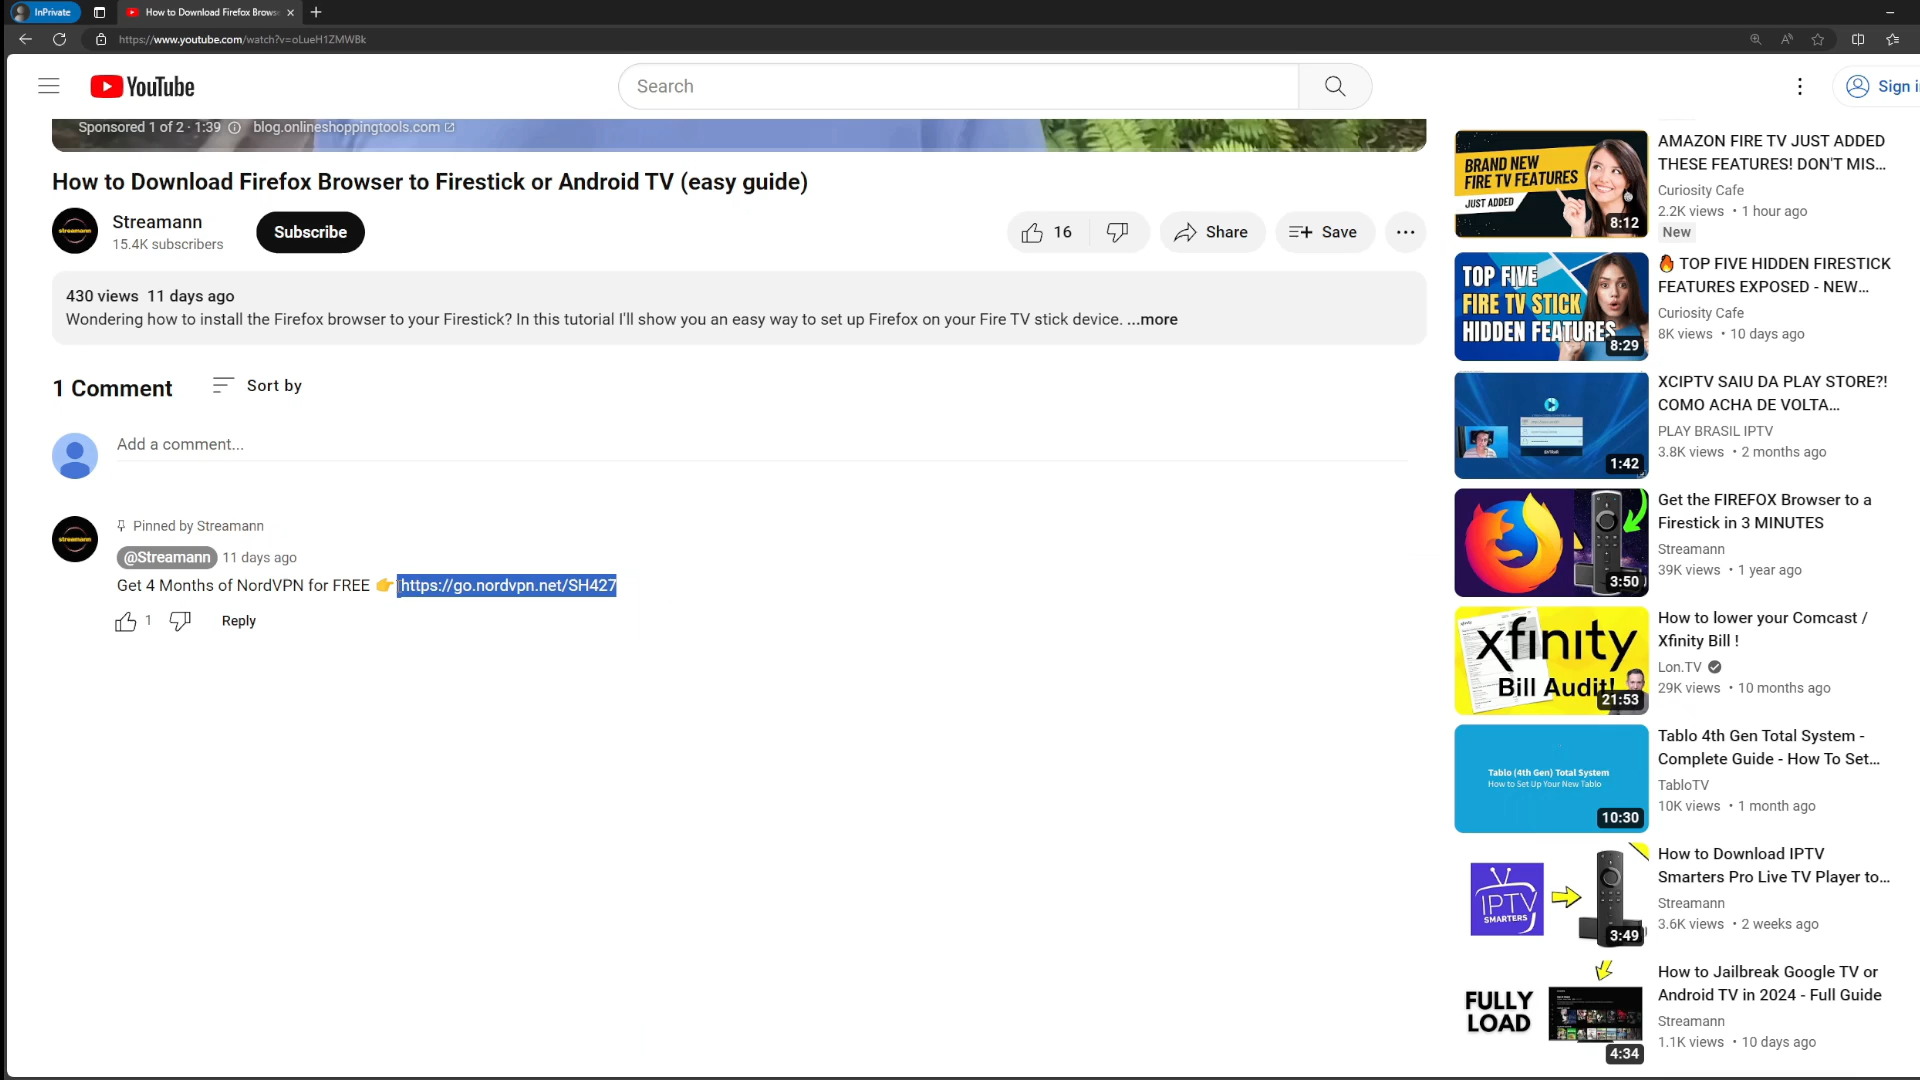 InPrivate
How to Download Firefox Brows
https://www.youtube.com/watch?v=oLueH1ZMWBk
YouTube
Search
Sign i
Sponsored 1 of 2 · 1:39 blog.onlineshoppingtools.com
How to Download Firefox Browser to Firestick or Android TV (easy guide)
streamann
Streamann
15.4K subscribers
Subscribe
16
Share
Save
430 views 11 days ago
Wondering how to install the Firefox browser to your Firestick? In this tutorial I'll show you an easy way to set up Firefox on your Fire TV stick device. ...more
1 Comment
Sort by
Add a comment...
streamann
Pinned by Streamann
@Streamann 11 days ago
Get 4 Months of NordVPN for FREE 👉 https://go.nordvpn.net/SH427
1
Reply
BRAND NEW
FIRE TV FEATURES
JUST ADDED
8:12
AMAZON FIRE TV JUST ADDED
THESE FEATURES! DON'T MIS...
Curiosity Cafe
2.2K views • 1 hour ago
New
TOP FIVE
FIRE TV STICK
HIDDEN FEATURES
8:29
🔥 TOP FIVE HIDDEN FIRESTICK
FEATURES EXPOSED - NEW...
Curiosity Cafe
8K views • 10 days ago
1:42
XCIPTV SAIU DA PLAY STORE?!
COMO ACHA DE VOLTA...
PLAY BRASIL IPTV
3.8K views • 2 months ago
3:50
Get the FIREFOX Browser to a
Firestick in 3 MINUTES
Streamann
39K views • 1 year ago
xfinity
Bill Audit!
21:53
How to lower your Comcast /
Xfinity Bill !
Lon.TV
29K views • 10 months ago
Tablo (4th Gen) Total System
How to Set Up Your New Tablo
10:30
Tablo 4th Gen Total System -
Complete Guide - How To Set...
TabloTV
10K views • 1 month ago
IPTV
SMARTERS
3:49
How to Download IPTV
Smarters Pro Live TV Player to...
Streamann
3.6K views • 2 weeks ago
FULLY
LOAD
4:34
How to Jailbreak Google TV or
Android TV in 2024 - Full Guide
Streamann
1.1K views • 10 days ago